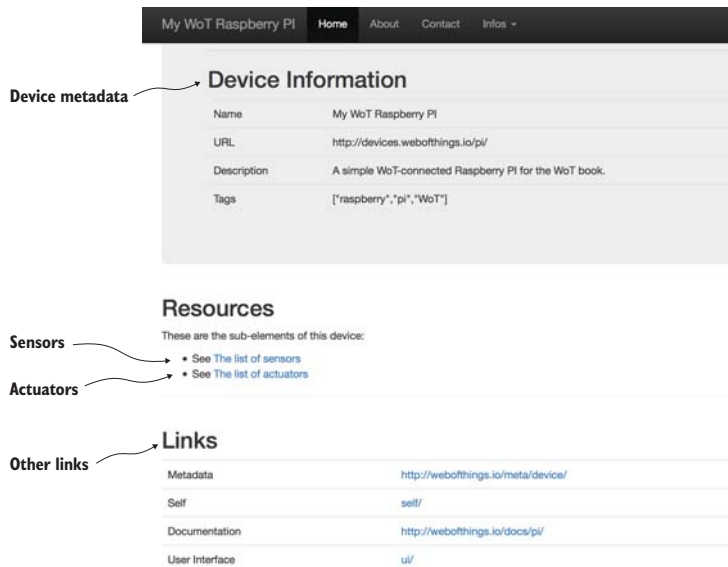 My WoT Raspberry PI Home About Contact Infos
Device metadata
Device Information
Name My WoT Raspberry PI
URL http://devices.webofthings.io/pi/
Description A simple WoT-connected Raspberry PI for the WoT book.
Tags ["raspberry","pi","WoT"]
Resources
These are the sub-elements of this device:
Sensors
• See The list of sensors
Actuators
• See The list of actuators
Other links
Links
Metadata http://webofthings.io/meta/device/
Self self/
Documentation http://webofthings.io/docs/pi/
User Interface ui/